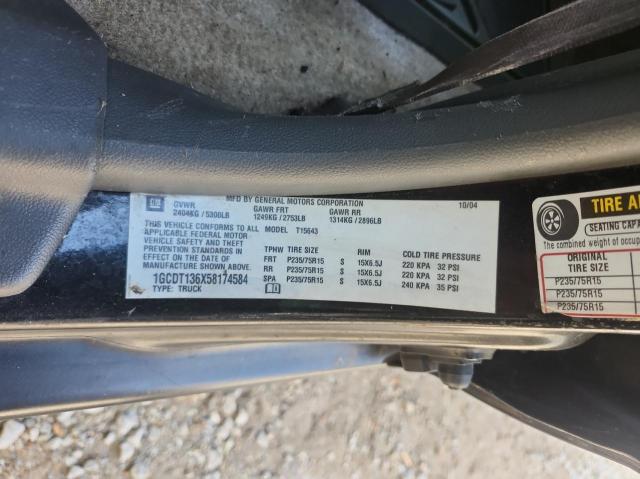 GM
MFD BY GENERAL MOTORS CORPORATION 10/04
GVWR GAWR FRT GAWR RR
2404KG / 5300LB 1249KG / 2753LB 1314KG / 2896LB
THIS VEHICLE CONFORMS TO ALL MODEL T15643
APPLICABLE FEDERAL MOTOR
VEHICLE SAFETY AND THEFT
PREVENTION STANDARDS
IN EFFECT ON THE DATE OF
MANUFACTURE SHOWN ABOVE.
1GCDT136X58174584
TYPE: TRUCK
TPMW TIRE SIZE RIM COLD TIRE PRESSURE
FRT P235/75R15 S 15X6.5J 220 KPA 32 PSI
RR P235/75R15 S 15X6.5J 220 KPA 32 PSI
SPA P235/75R15 S 15X6.5J 240 KPA 35 PSI
TIRE A
SEATING CAPA
The combined weight of occup
ORIGINAL
TIRE SIZE
P235/75R15
P235/75R15
P235/75R15